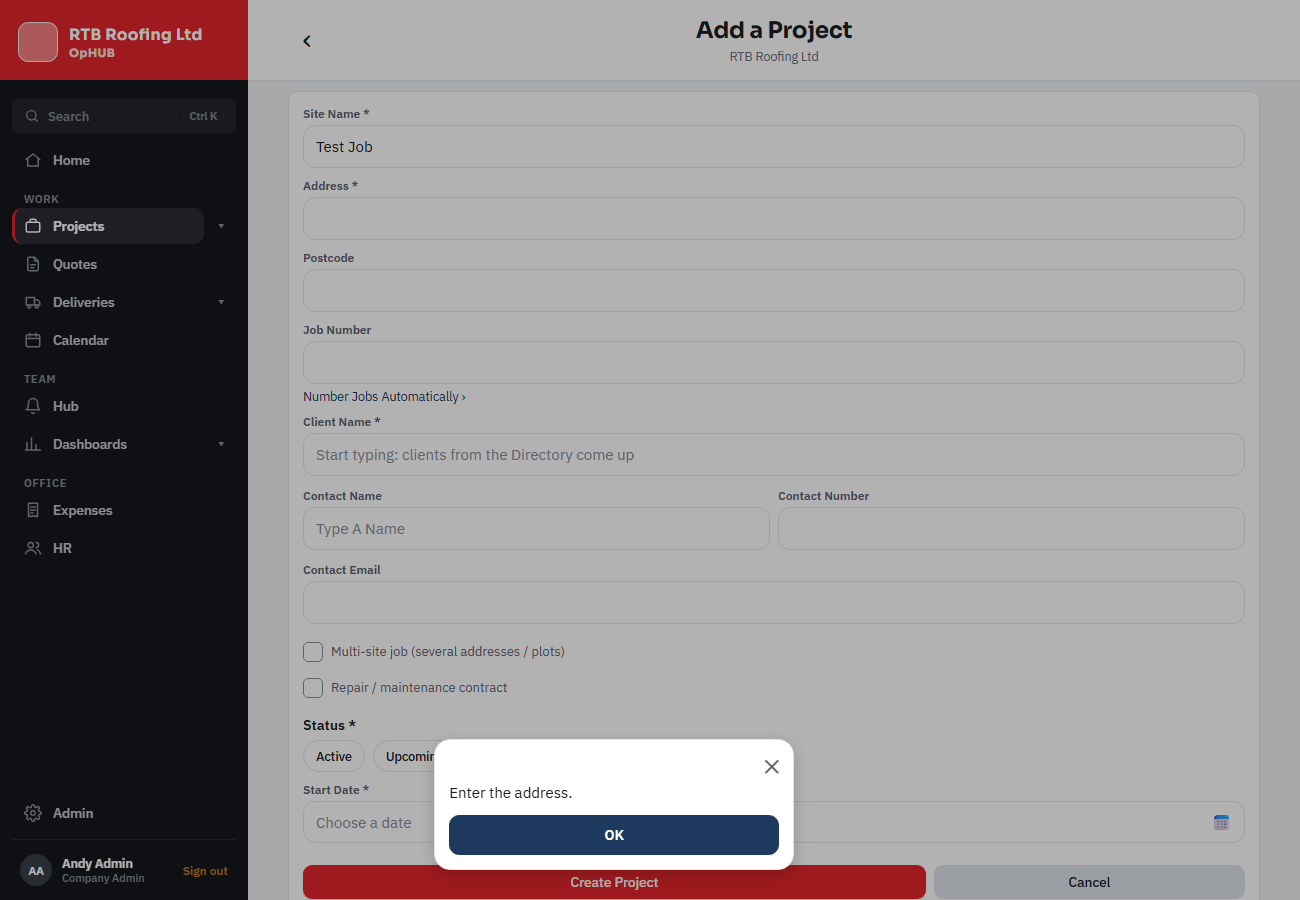 RTB Roofing Ltd
OpHUB
Search Ctrl K
Home
WORK
Projects
Quotes
Deliveries
Calendar
TEAM
Hub
Dashboards
OFFICE
Expenses
HR
Admin
AA
Andy Admin
Company Admin
Sign out
Add a Project
RTB Roofing Ltd
Site Name *
Test Job
Address *
Postcode
Job Number
Number Jobs Automatically ›
Client Name *
Start typing: clients from the Directory come up
Contact Name Contact Number
Type A Name
Contact Email
Multi-site job (several addresses / plots)
Repair / maintenance contract
Status *
Active
Start Date *
Choose a date
Enter the address.
OK
Create Project Cancel